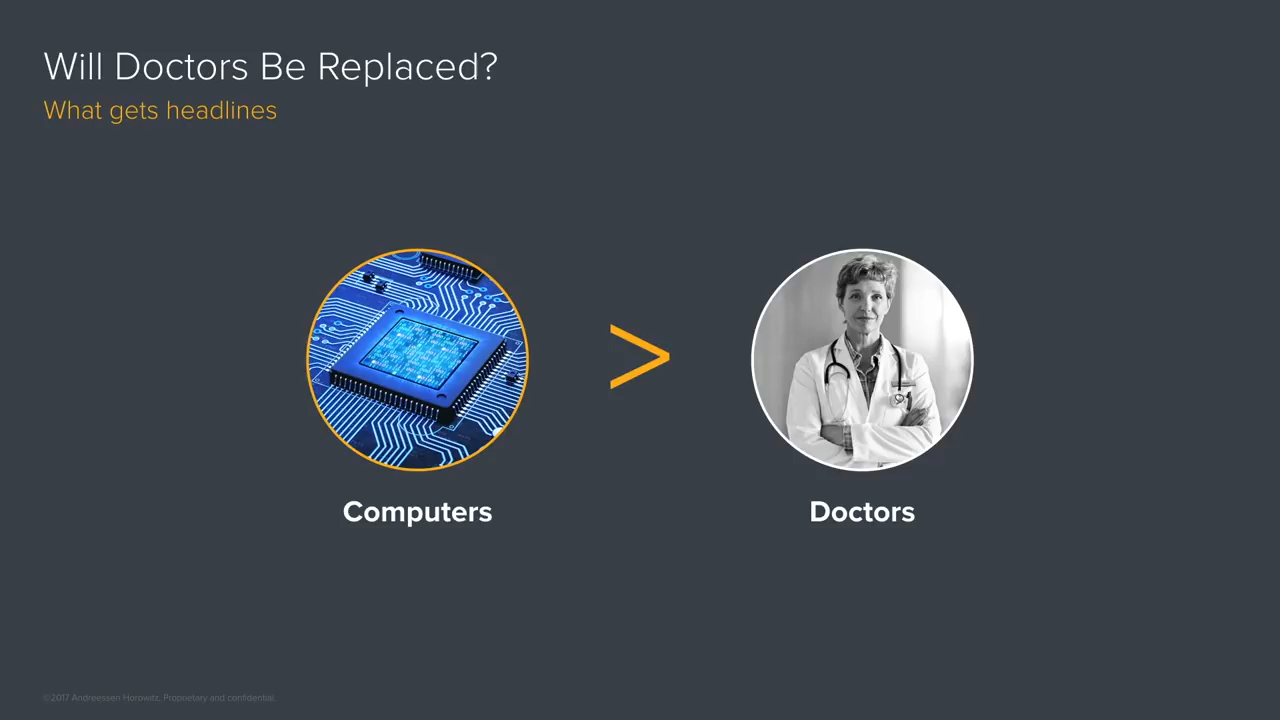 Will Doctors Be Replaced?
What gets headlines
>
Computers
Doctors
©2017 Andreessen Horowitz. Proprietary and confidential.